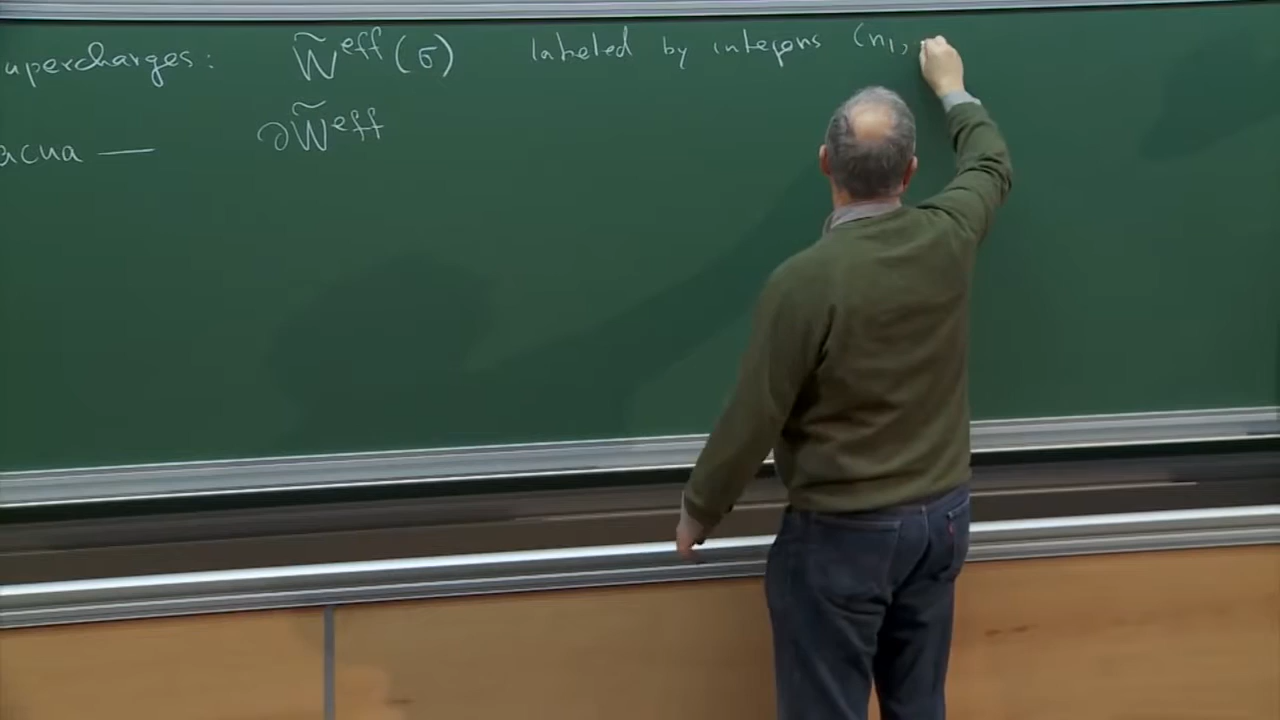 upercharges: W̃^eff(σ) labeled by integers (n₁,
acua — ∂W̃^eff